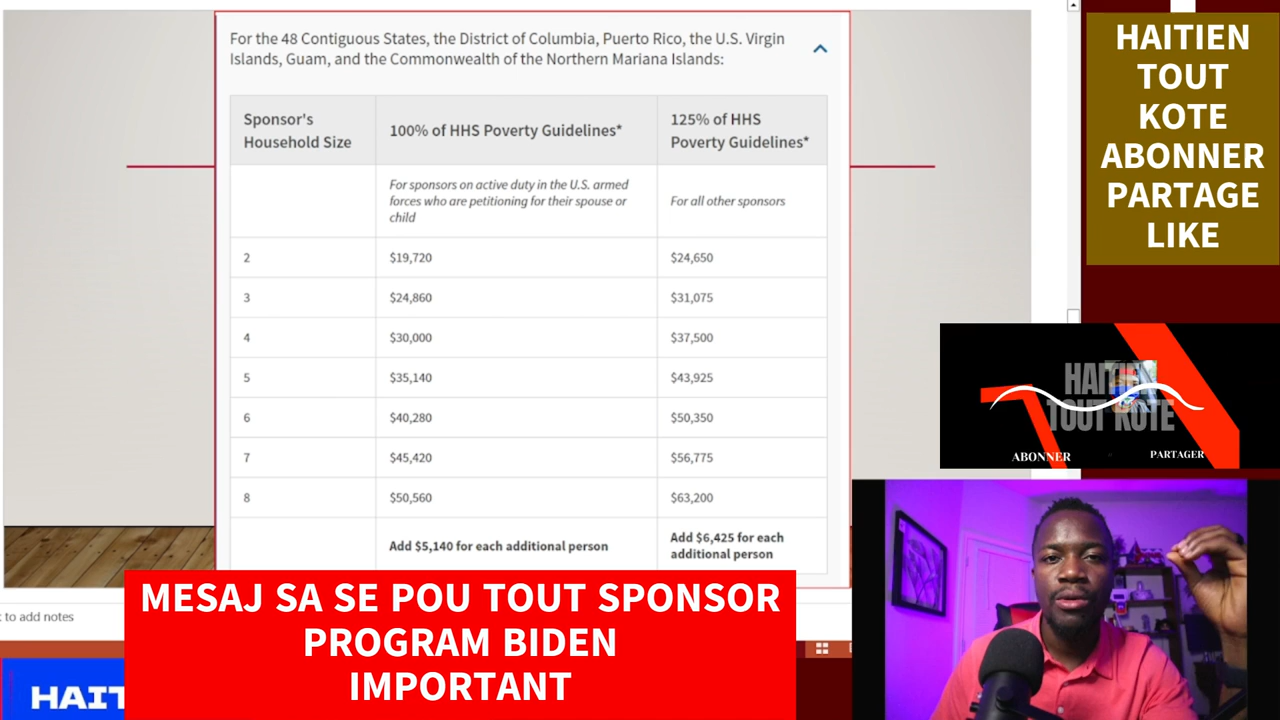 For the 48 Contiguous States, the District of Columbia, Puerto Rico, the U.S. Virgin
Islands, Guam, and the Commonwealth of the Northern Mariana Islands:
Sponsor's
Household Size
100% of HHS Poverty Guidelines*
125% of HHS
Poverty Guidelines*
For sponsors on active duty in the U.S. armed
forces who are petitioning for their spouse or
child
For all other sponsors
2 $19,720 $24,650
3 $24,860 $31,075
4 $30,000 $37,500
5 $35,140 $43,925
6 $40,280 $50,350
7 $45,420 $56,775
8 $50,560 $63,200
Add $5,140 for each additional person
Add $6,425 for each
additional person
to add notes
MESAJ SA SE POU TOUT SPONSOR
PROGRAM BIDEN
IMPORTANT
HAIT
HAITIEN
TOUT
KOTE
ABONNER
PARTAGE
LIKE
HAITIEN
TOUT KOTE
ABONNER
PARTAGER